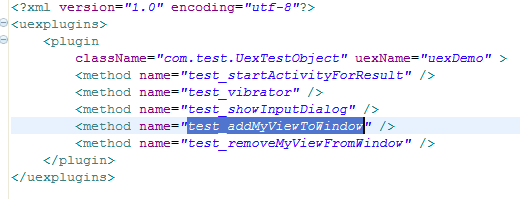 <?xml version="1.0" encoding="utf-8"?>
<uexplugins>
<plugin
className="com.test.UexTestObject" uexName="uexDemo" >
<method name="test_startActivityForResult" />
<method name="test_vibrator" />
<method name="test_showInputDialog" />
<method name="test_addMyViewToWindow" />
<method name="test_removeMyViewFromWindow" />
</plugin>
</uexplugins>